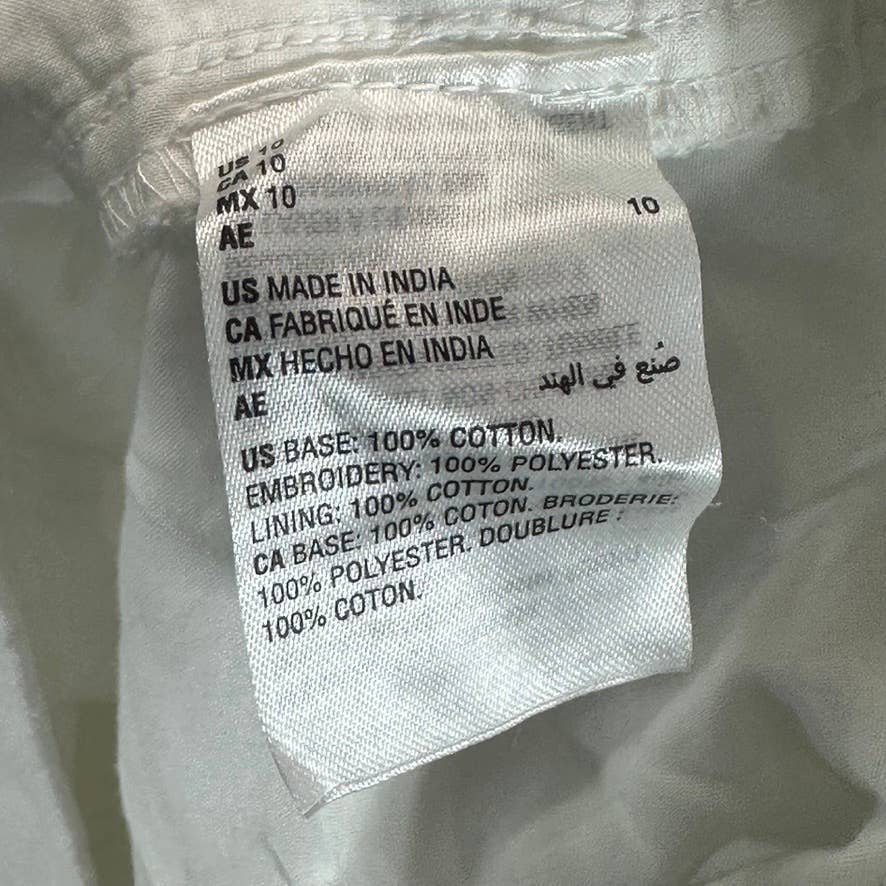 US 10
CA 10
MX 10
AE 10
US MADE IN INDIA
CA FABRIQUÉ EN INDE
MX HECHO EN INDIA
AE صُنع في الهند
US BASE: 100% COTTON.
EMBROIDERY: 100% POLYESTER.
LINING: 100% COTTON.
CA BASE: 100% COTON. BRODERIE:
100% POLYESTER. DOUBLURE :
100% COTON.